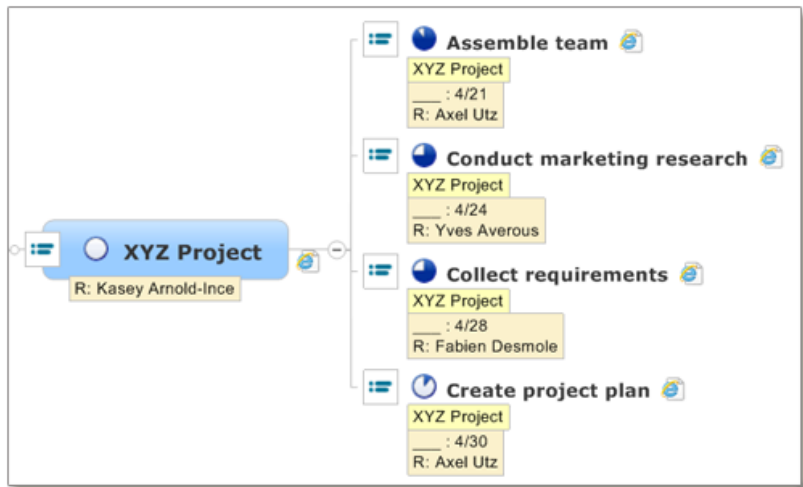 Assemble team
XYZ Project
___ : 4/21
R: Axel Utz
Conduct marketing research
XYZ Project
___ : 4/24
R: Yves Averous
XYZ Project
R: Kasey Arnold-Ince
Collect requirements
XYZ Project
___ : 4/28
R: Fabien Desmole
Create project plan
XYZ Project
___ : 4/30
R: Axel Utz